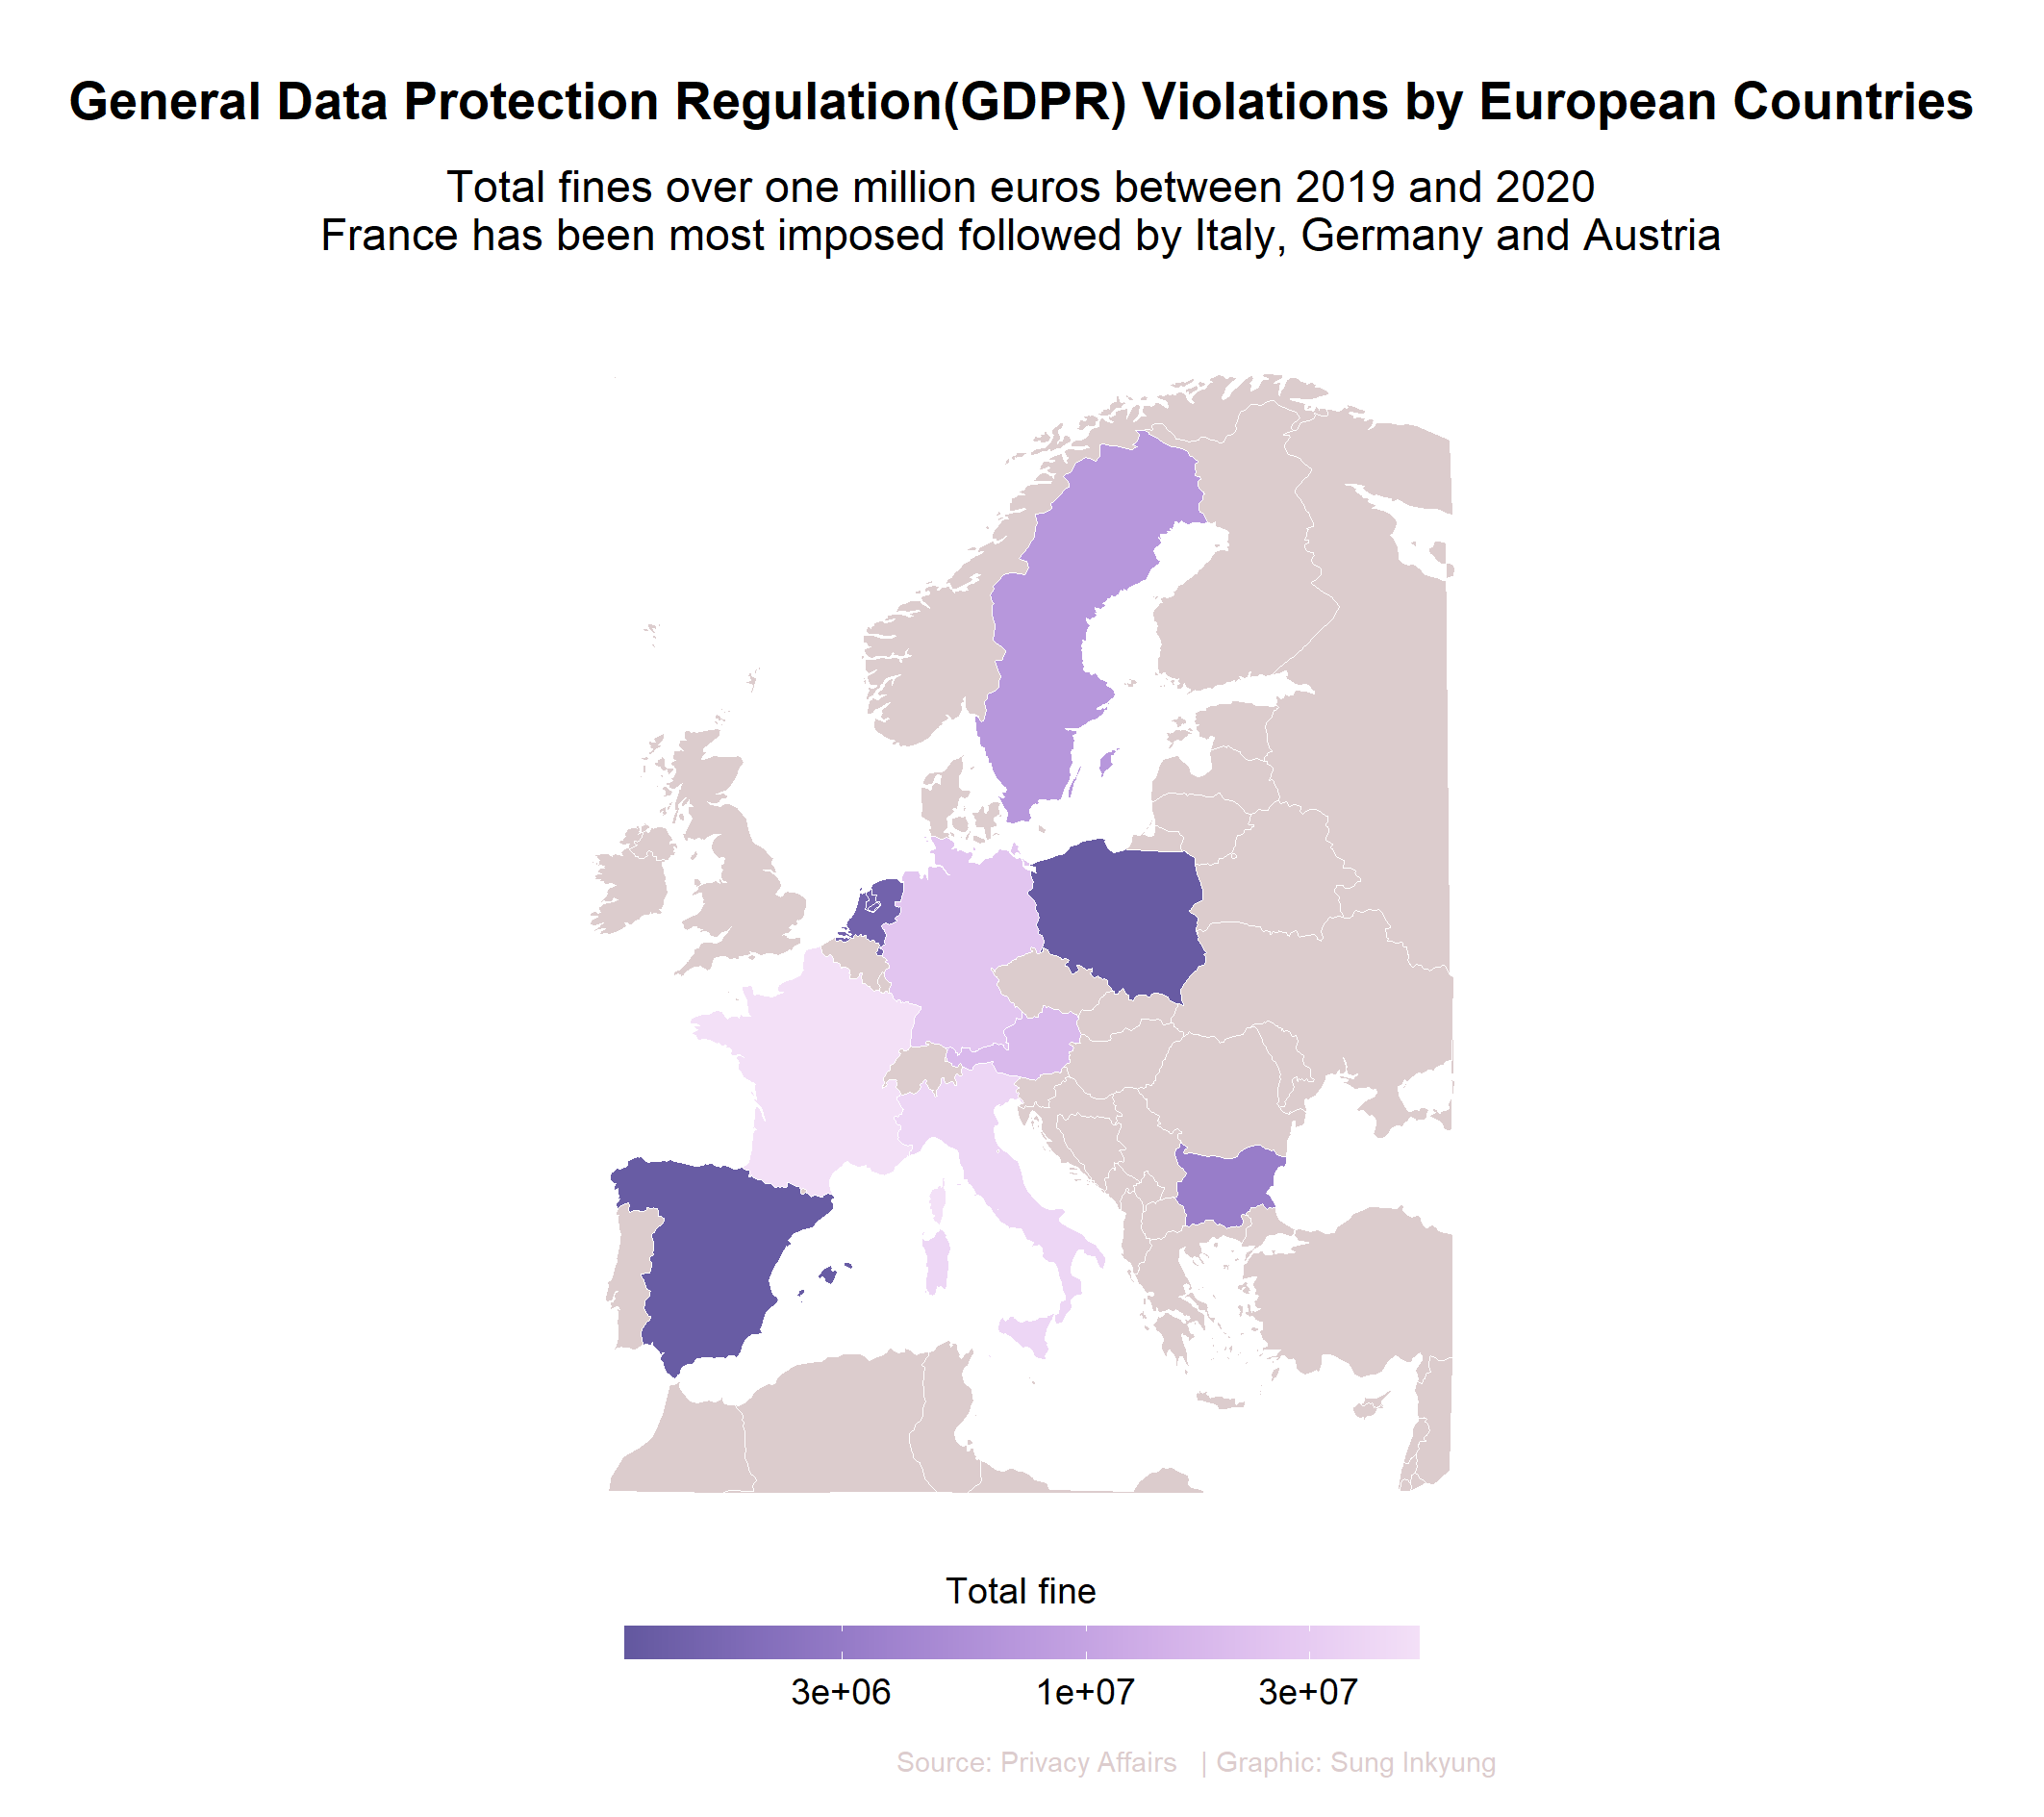 General Data Protection Regulation(GDPR) Violations by European Countries
Total fines over one million euros between 2019 and 2020
France has been most imposed followed by Italy, Germany and Austria
Total fine
3e+06 1e+07 3e+07
Source: Privacy Affairs | Graphic: Sung Inkyung